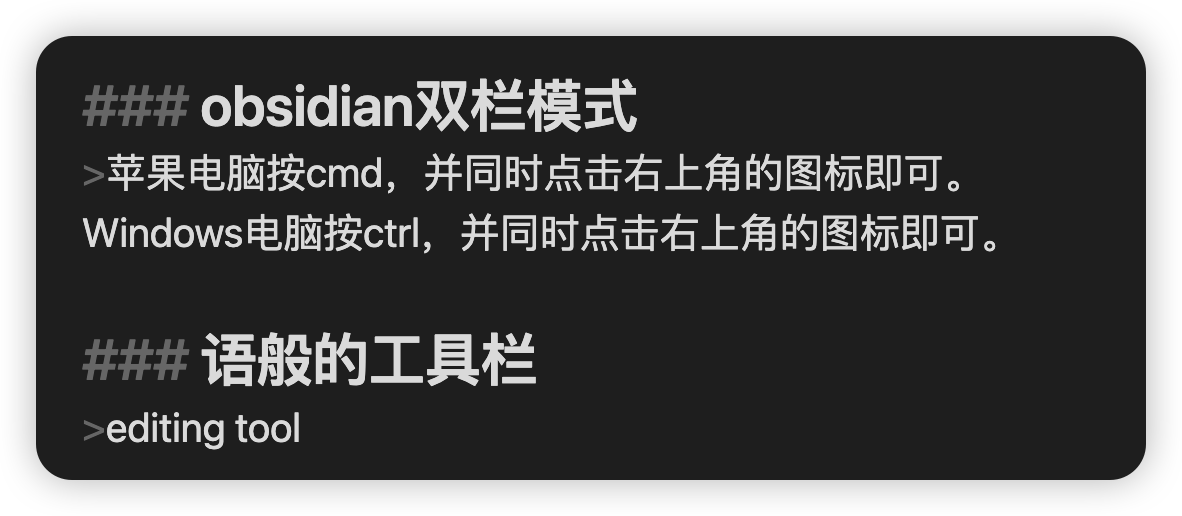 ### obsidian双栏模式
>苹果电脑按cmd，并同时点击右上角的图标即可。
Windows电脑按ctrl，并同时点击右上角的图标即可。
### 语般的工具栏
>editing tool